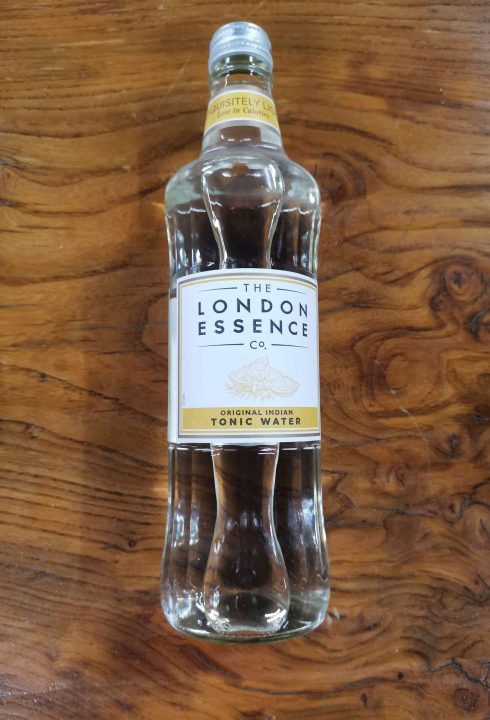 Low in Calories
THE
LONDON
ESSENCE
CO.
ORIGINAL INDIAN
TONIC WATER